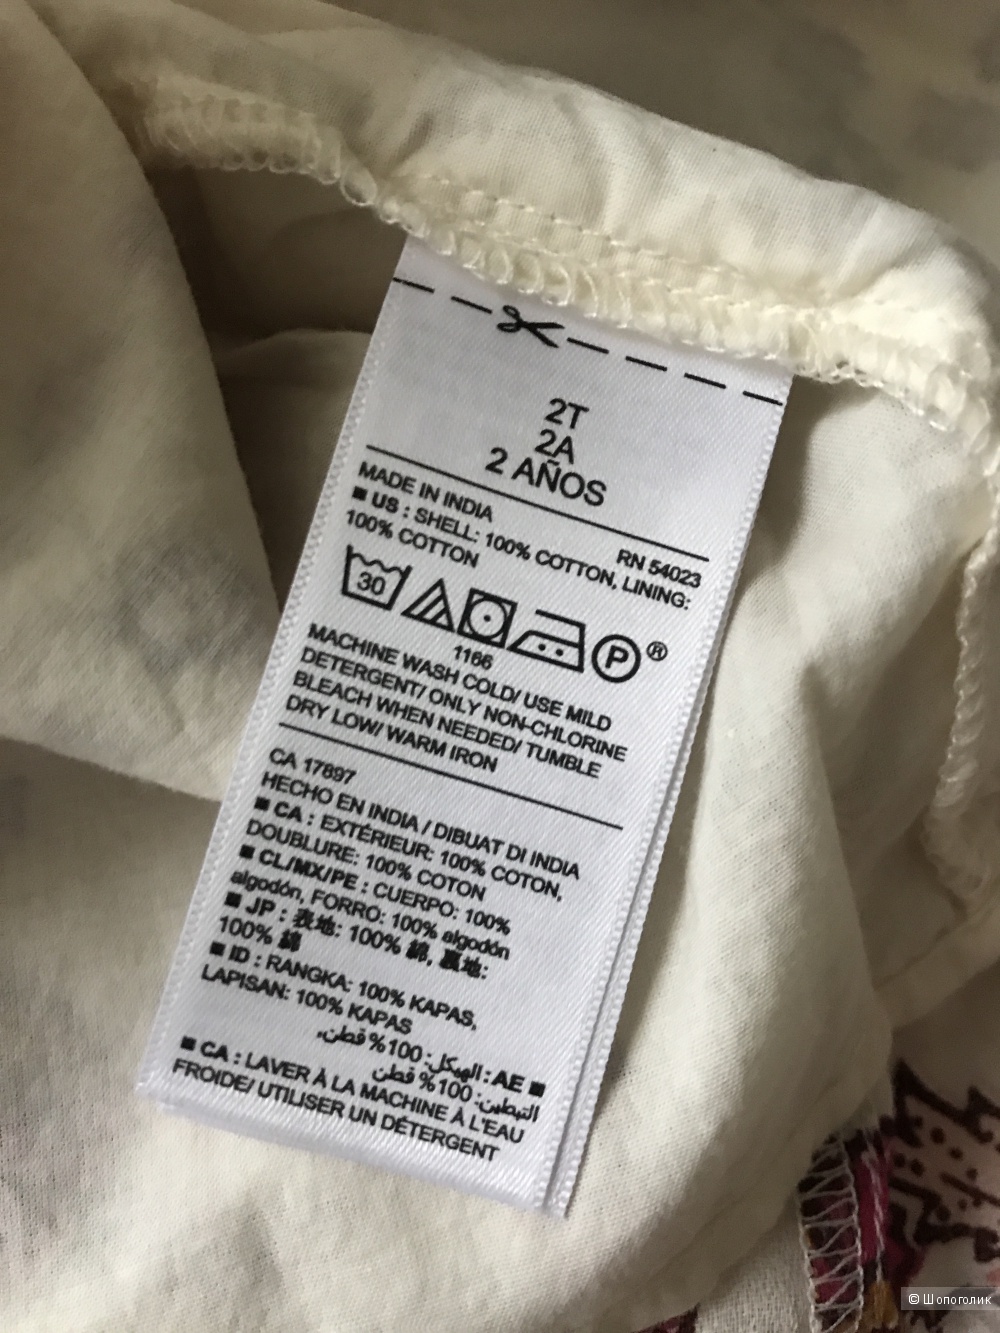 2T
2A
2 AÑOS
MADE IN INDIA
RN 54023
■ US : SHELL: 100% COTTON, LINING:
100% COTTON
30
P ®
1166
MACHINE WASH COLD/ USE MILD
DETERGENT/ ONLY NON-CHLORINE
BLEACH WHEN NEEDED/ TUMBLE
DRY LOW/ WARM IRON
CA 17897
HECHO EN INDIA / DIBUAT DI INDIA
■ CA : EXTÉRIEUR: 100% COTON,
DOUBLURE: 100% COTON
■ CL/MX/PE : CUERPO: 100%
algodón, FORRO: 100% algodón
■ JP : 表地: 100% 綿, 裏地:
100% 綿
■ ID : RANGKA: 100% KAPAS,
LAPISAN: 100% KAPAS
■ AE : الهيكل: 100% قطن،
التبطين: 100% قطن
■ CA : LAVER À LA MACHINE À L'EAU
FROIDE/ UTILISER UN DÉTERGENT
© Шопоголик